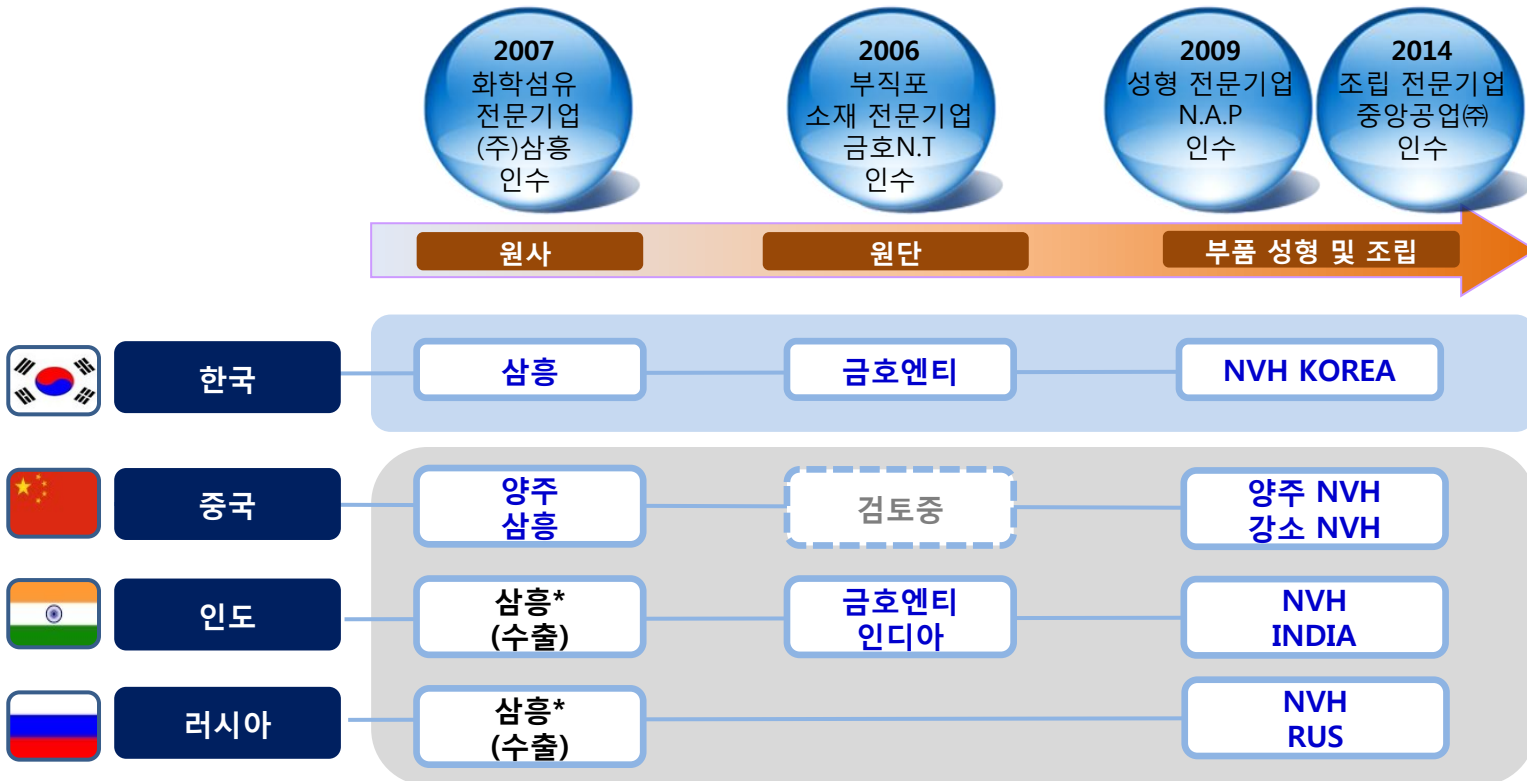 2007
화학섬유
전문기업
(주)삼흥
인수
2006
부직포
소재 전문기업
금호N.T
인수
2009
성형 전문기업
N.A.P
인수
2014
조립 전문기업
중앙공업㈜
인수
원사
원단
부품 성형 및 조립
한국
삼흥
금호엔티
NVH KOREA
중국
양주
삼흥
검토중
양주 NVH
강소 NVH
인도
삼흥*
(수출)
금호엔티
인디아
NVH
INDIA
러시아
삼흥*
(수출)
NVH
RUS